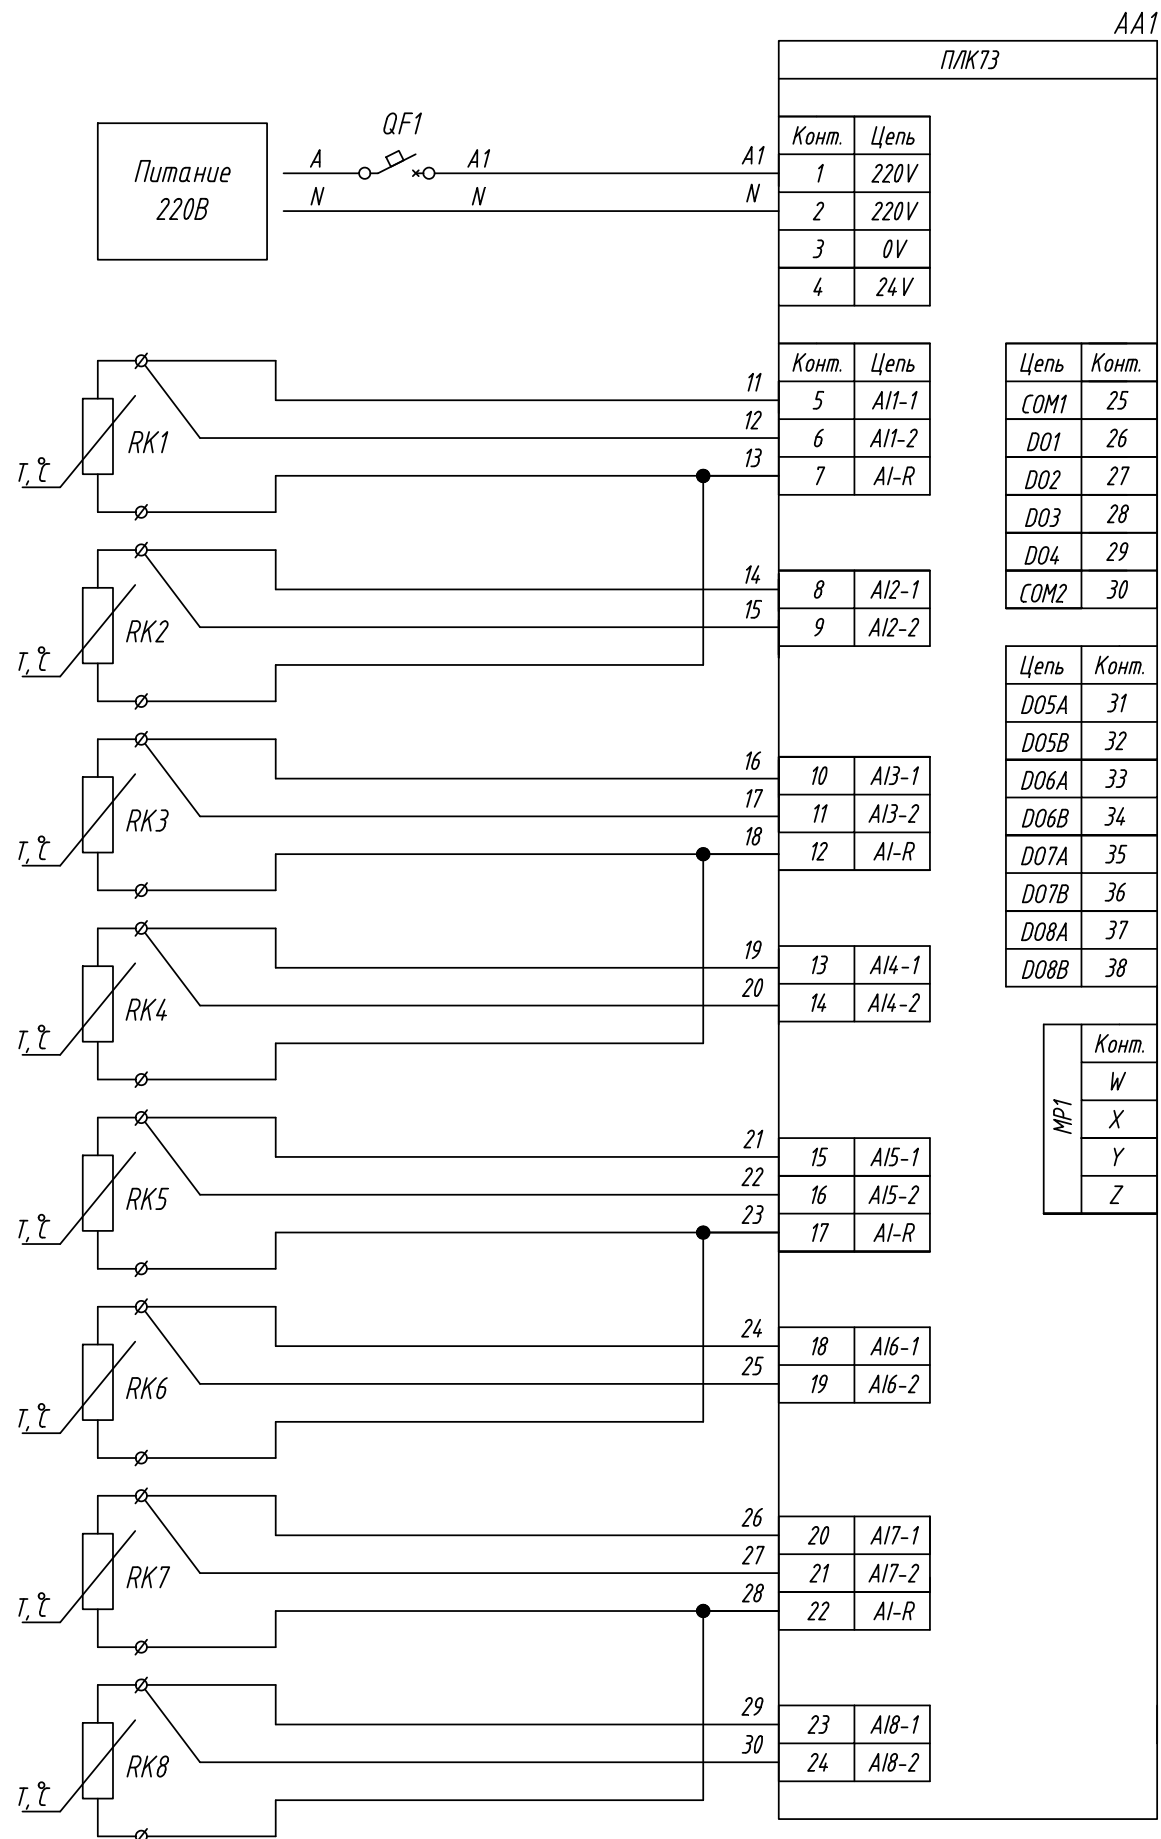 AA1
ПЛК73
Питание
220В
QF1
A A1 A1
N N N
Конт. Цепь
1 220V
2 220V
3 0V
4 24V
Конт. Цепь
11 5 AI1-1
12 6 AI1-2
13 7 AI-R
RK1
T,°C
14 8 AI2-1
15 9 AI2-2
RK2
T,°C
16 10 AI3-1
17 11 AI3-2
18 12 AI-R
RK3
T,°C
19 13 AI4-1
20 14 AI4-2
RK4
T,°C
21 15 AI5-1
22 16 AI5-2
23 17 AI-R
RK5
T,°C
24 18 AI6-1
25 19 AI6-2
RK6
T,°C
26 20 AI7-1
27 21 AI7-2
28 22 AI-R
RK7
T,°C
29 23 AI8-1
30 24 AI8-2
RK8
T,°C
Цепь Конт.
COM1 25
DO1 26
DO2 27
DO3 28
DO4 29
COM2 30
Цепь Конт.
DO5A 31
DO5B 32
DO6A 33
DO6B 34
DO7A 35
DO7B 36
DO8A 37
DO8B 38
MP1
Конт.
W
X
Y
Z